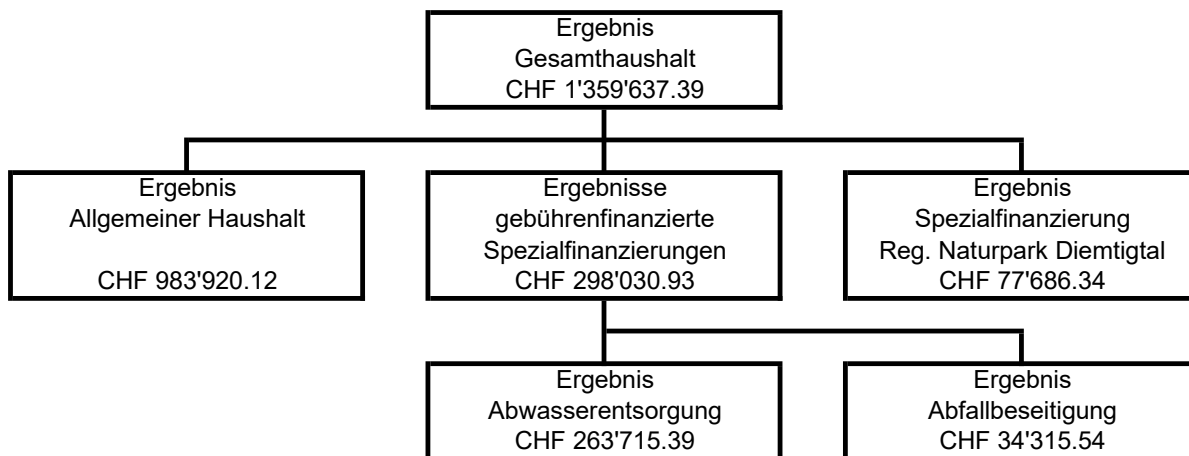 Ergebnis
Gesamthaushalt
CHF 1'359'637.39
Ergebnis
Allgemeiner Haushalt
CHF 983'920.12
Ergebnisse
gebührenfinanzierte
Spezialfinanzierungen
CHF 298'030.93
Ergebnis
Spezialfinanzierung
Reg. Naturpark Diemtigtal
CHF 77'686.34
Ergebnis
Abwasserentsorgung
CHF 263'715.39
Ergebnis
Abfallbeseitigung
CHF 34'315.54